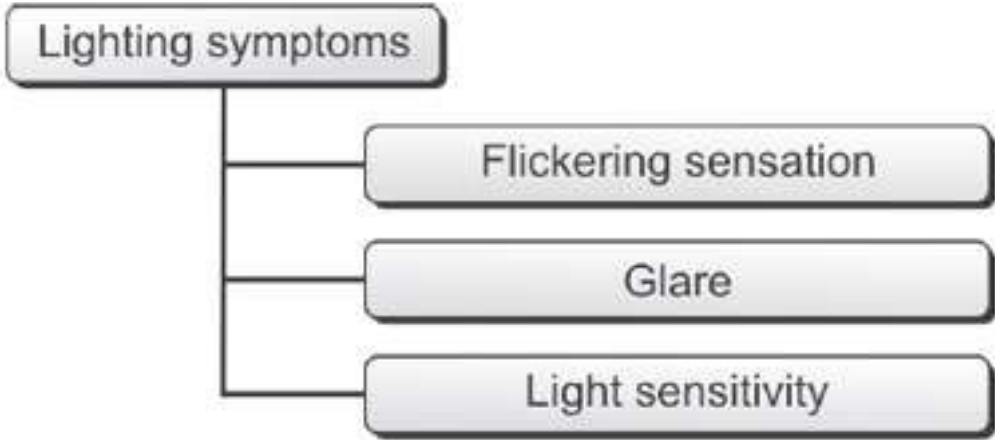 Lighting symptoms
Flickering sensation
Glare
Light sensitivity